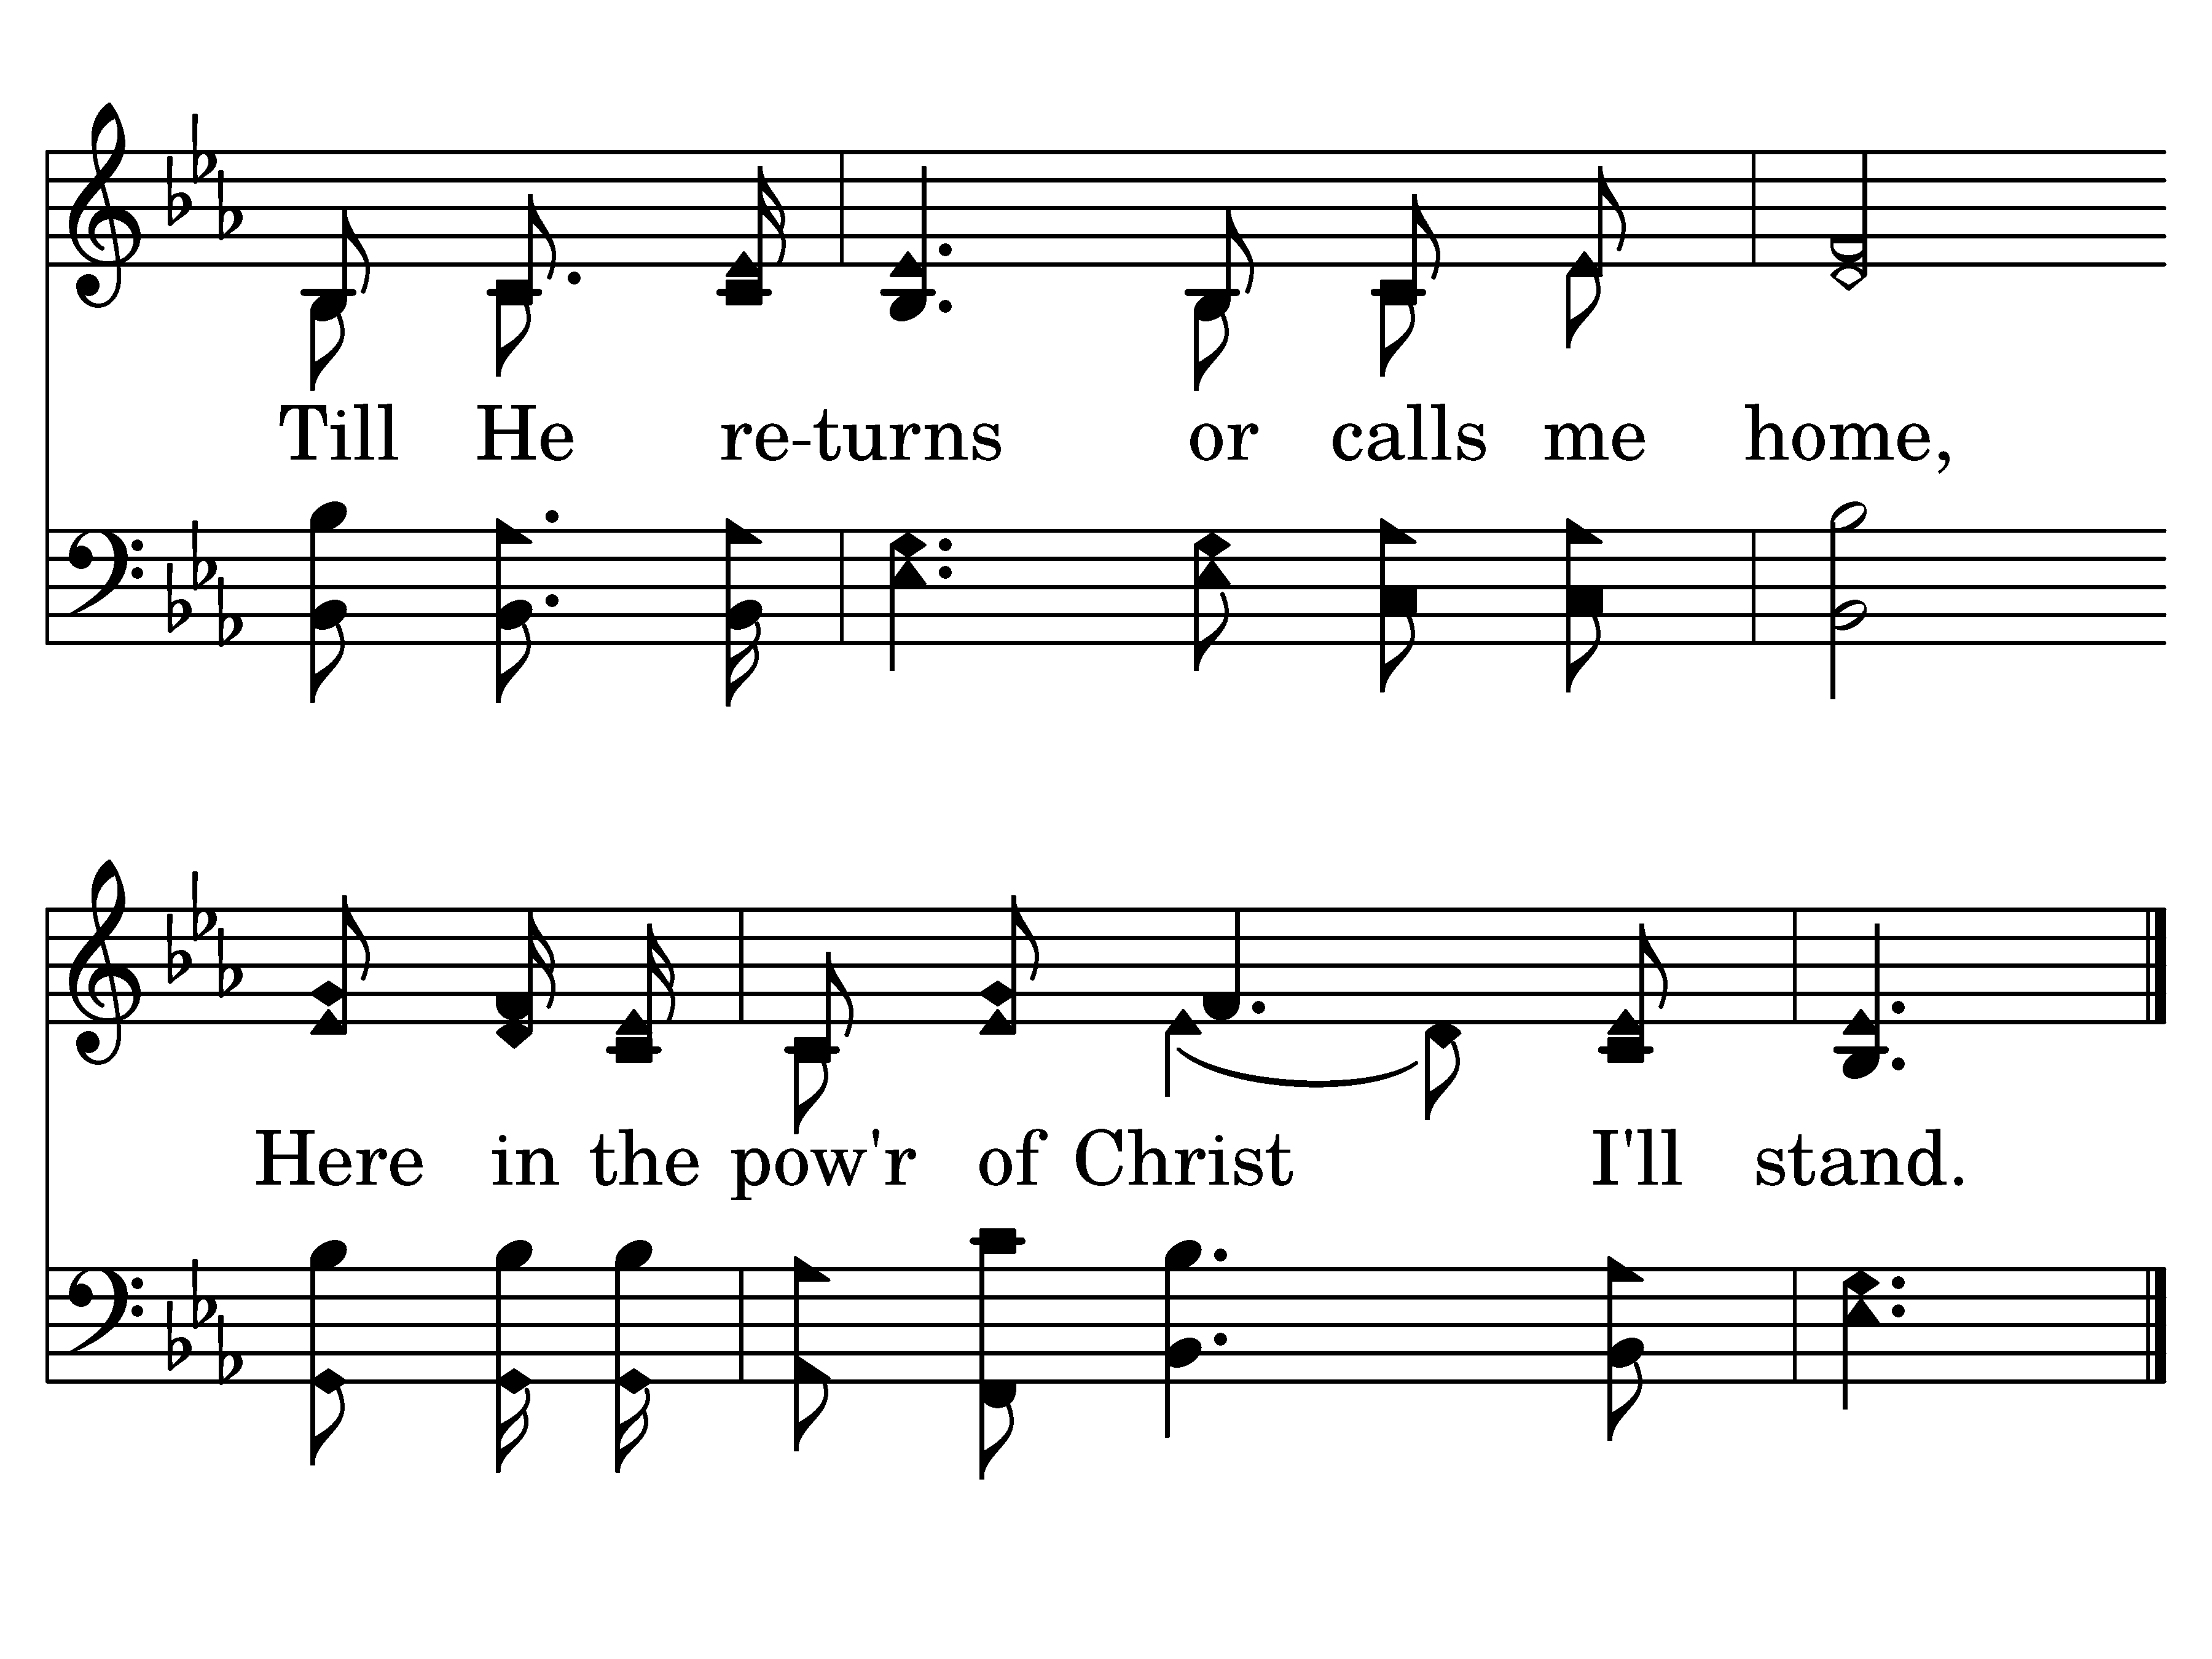 Till He re-turns or calls me home,
Here in the pow'r of Christ I'll stand.